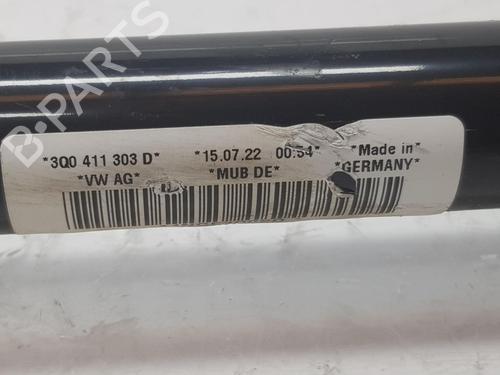 *3Q0 411 303 D* *15.07.22 00:54* *Made in*
*VW AG* *MUB DE* *GERMANY*
B-PARTS